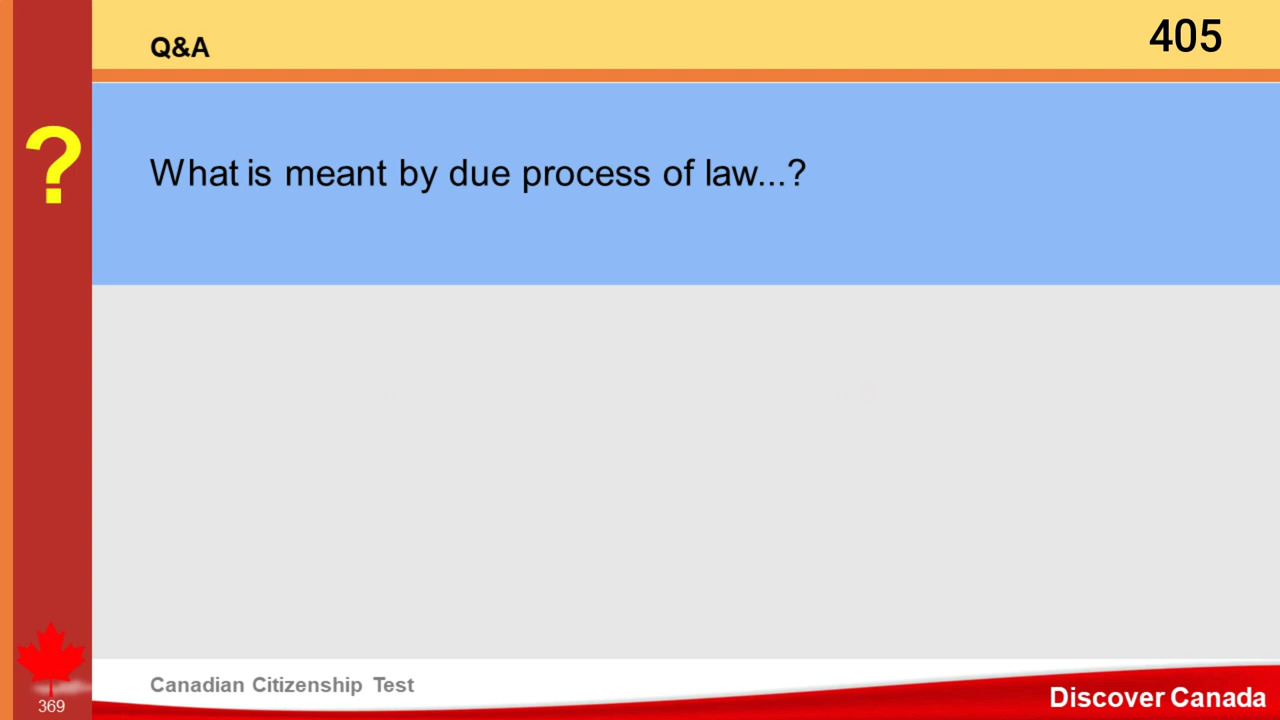 Q&A
405
?
What is meant by due process of law...?
Canadian Citizenship Test
Discover Canada
369